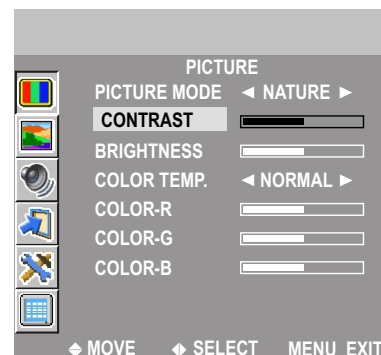 PICTURE
PICTURE MODE ◄ NATURE ►
CONTRAST
BRIGHTNESS
COLOR TEMP. ◄ NORMAL ►
COLOR-R
COLOR-G
COLOR-B
MOVE SELECT MENU EXIT